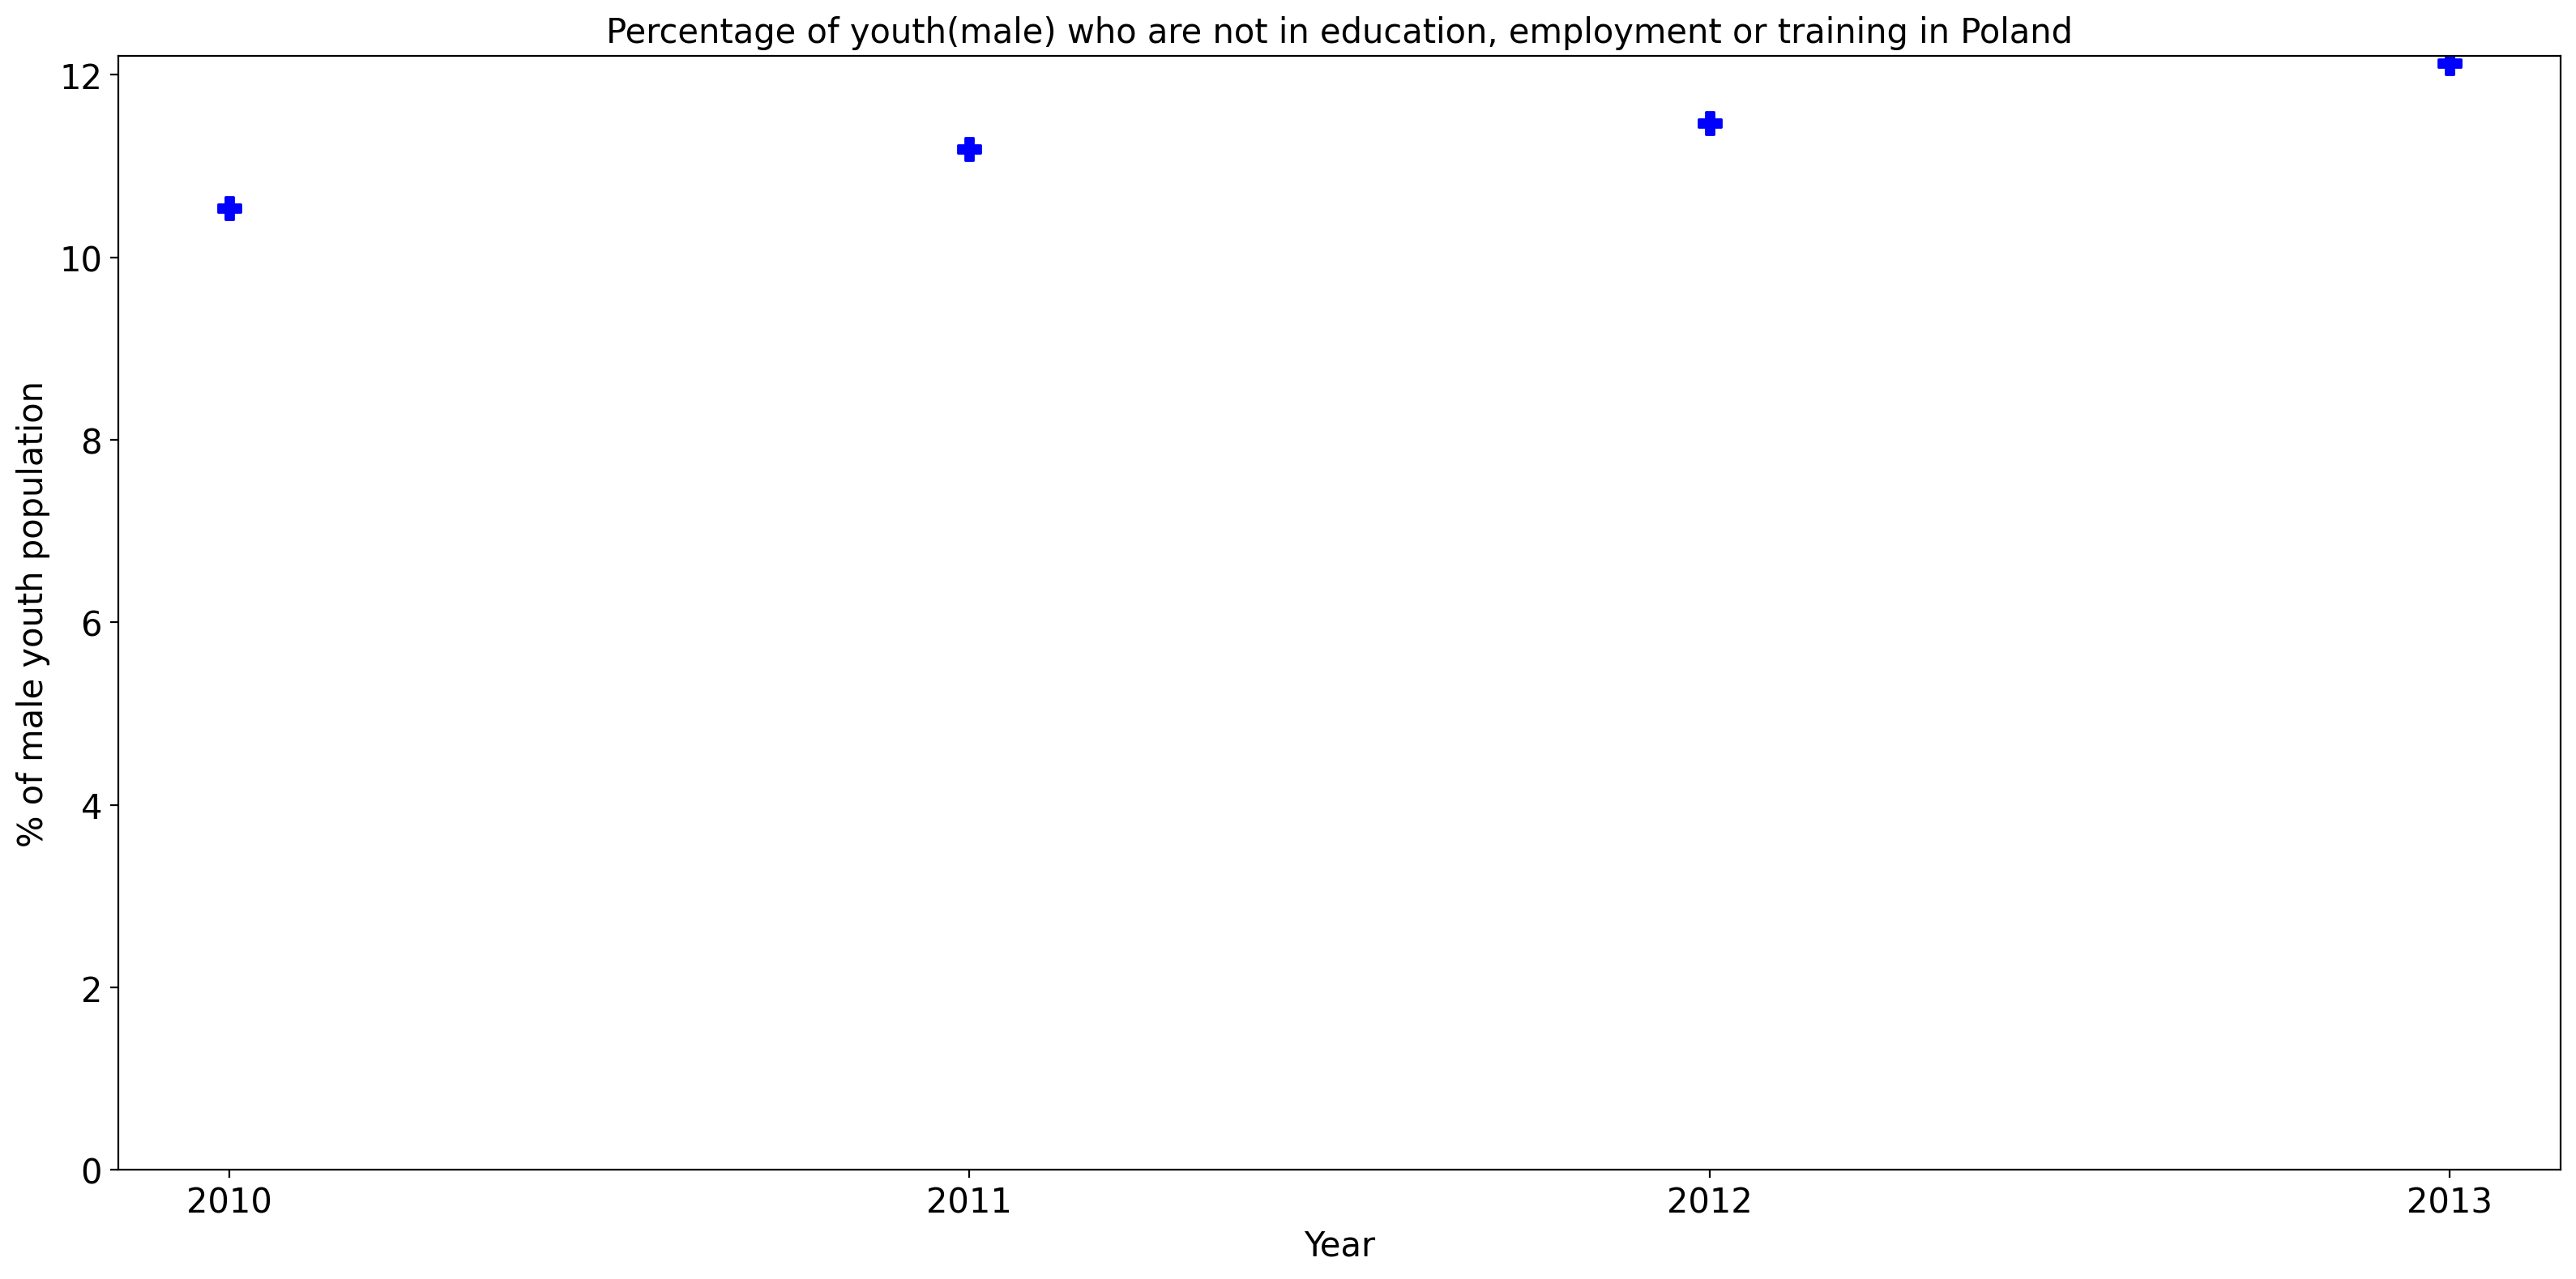 Percentage of youth(male) who are not in education, employment or training in Poland
% of male youth population
12
10
8
6
4
2
0
2010 2011 2012 2013
Year